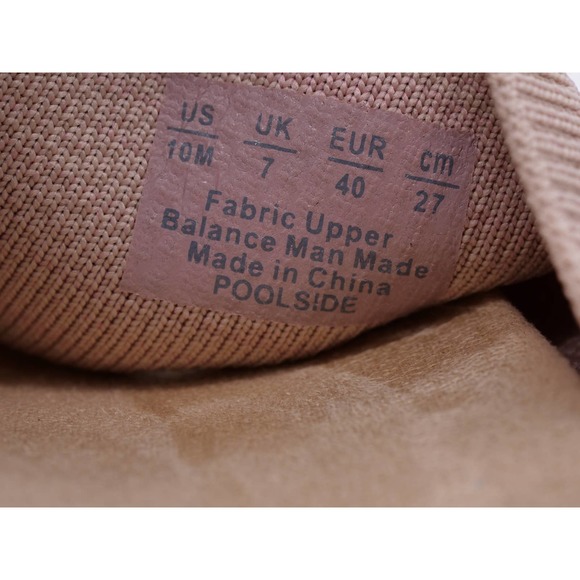 US UK EUR cm
10M 7 40 27
Fabric Upper
Balance Man Made
Made in China
POOLSIDE